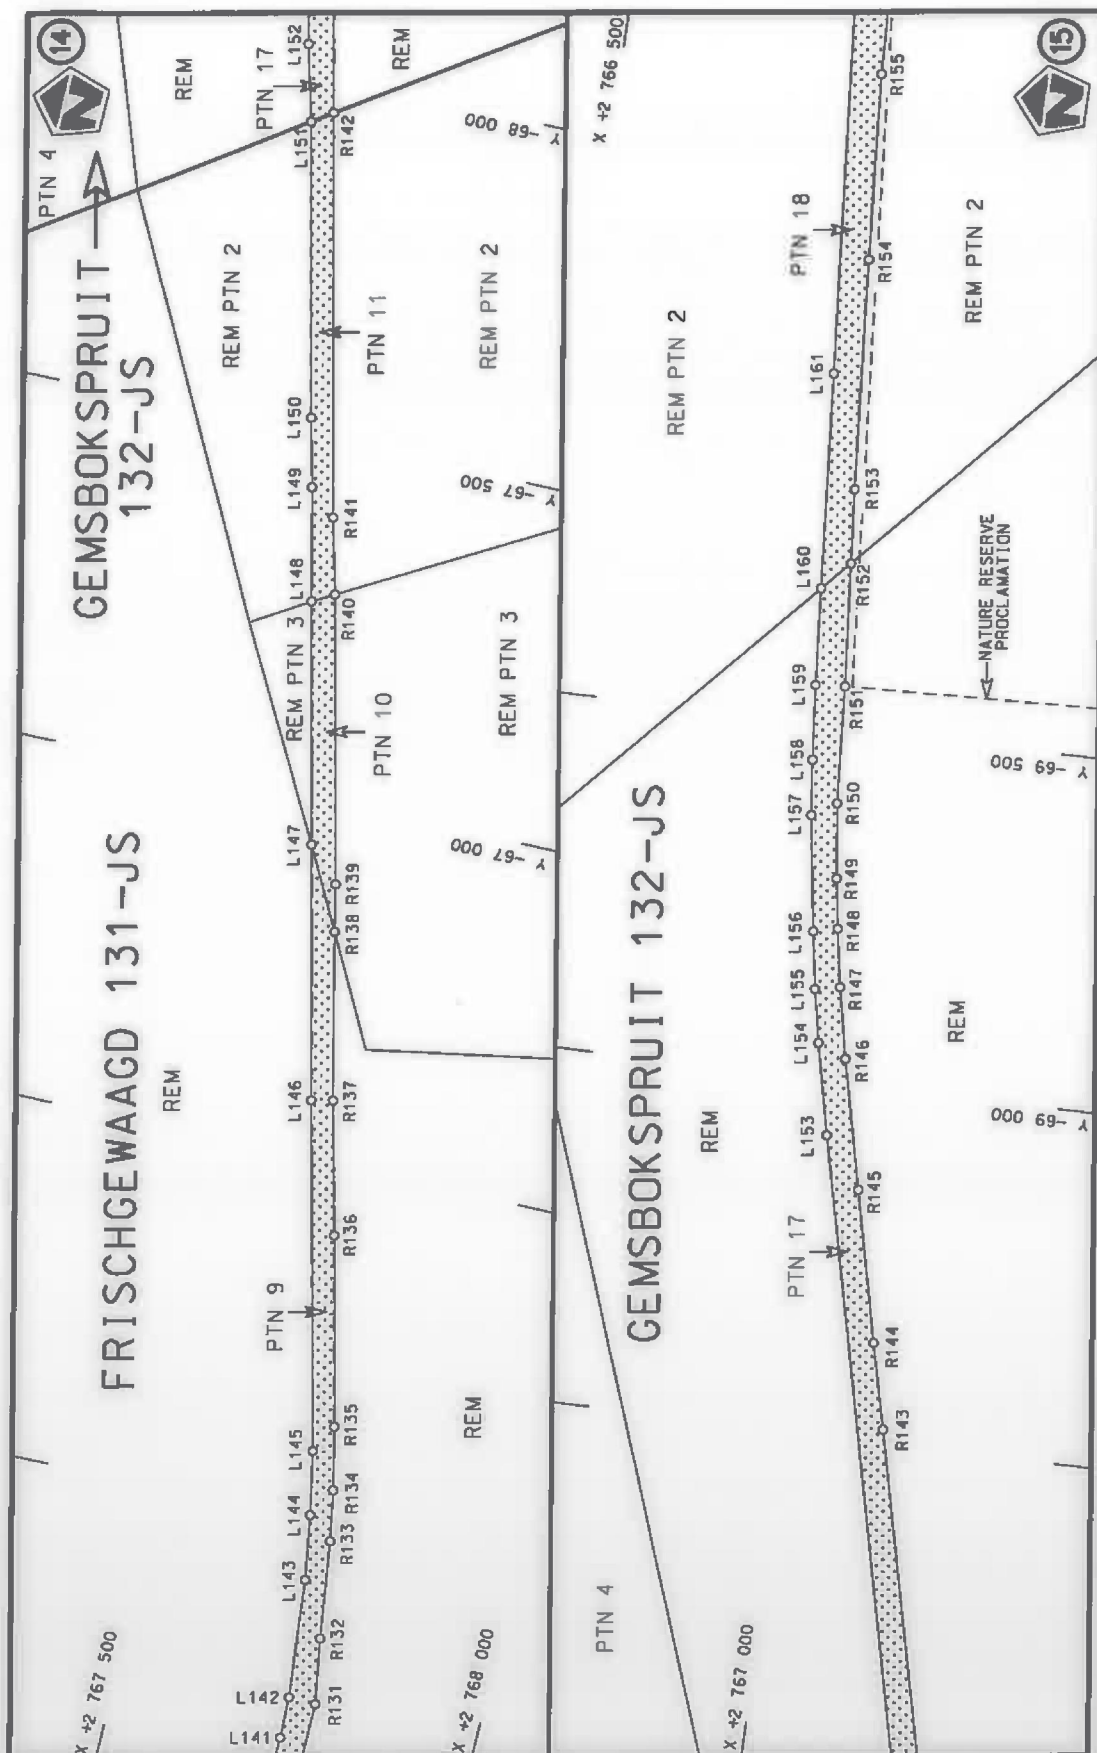 14
N
PTN 4
REM
PTN 17
L152
REM
L151
R142
Y -68 000
GEMSBOKSPRUIT
132-JS
REM PTN 2
PTN 11
REM PTN 2
L150
L149
R141
Y -67 500
L148
R140
REM PTN 3
PTN 10
REM PTN 3
L147
R139
R138
Y -67 000
FRISCHGEWAAGD 131-JS
REM
L146
R137
R136
PTN 9
R135
L145
R134
L144
R133
L143
R132
L142
R131
L141
REM
X +2 767 500
X +2 768 000
15
N
X +2 766 500
R155
PTN 18
R154
REM PTN 2
REM PTN 2
L161
R153
L160
R152
NATURE RESERVE
PROCLAMATION
L159
R151
L158
L157
R150
Y -69 500
R149
L156
R148
L155
R147
L154
R146
REM
GEMSBOKSPRUIT 132-JS
REM
L153
R145
Y -69 000
PTN 17
R144
R143
PTN 4
X +2 767 000